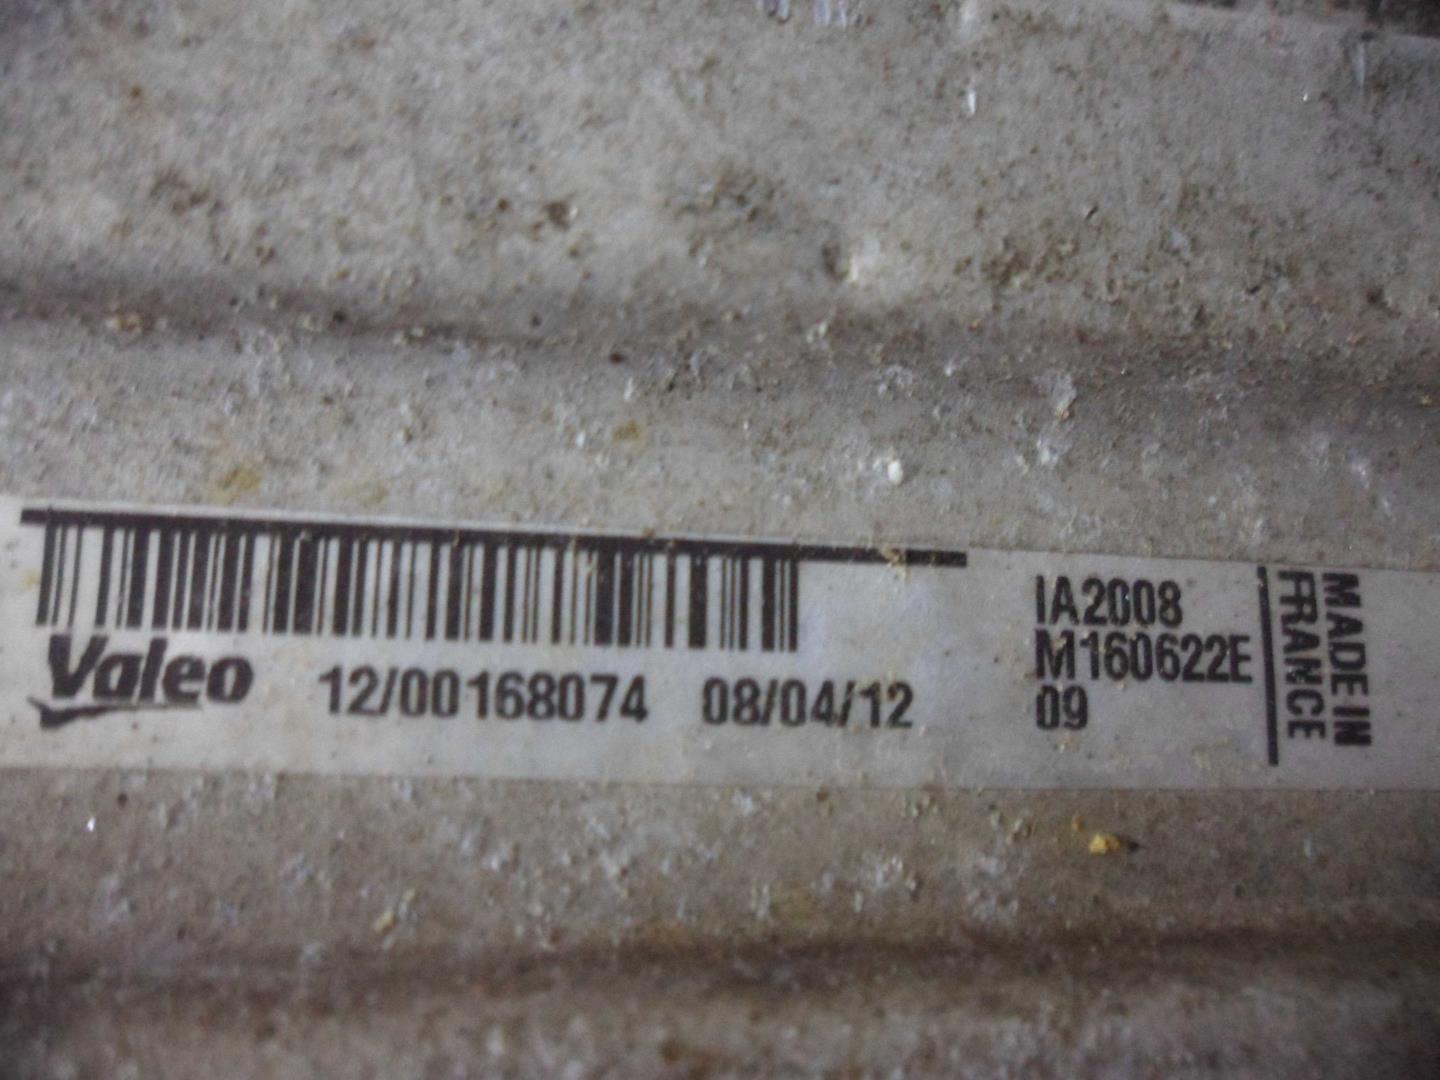 Valeo 12/00168074 08/04/12
IA2008
M160622E
09
MADE IN
FRANCE